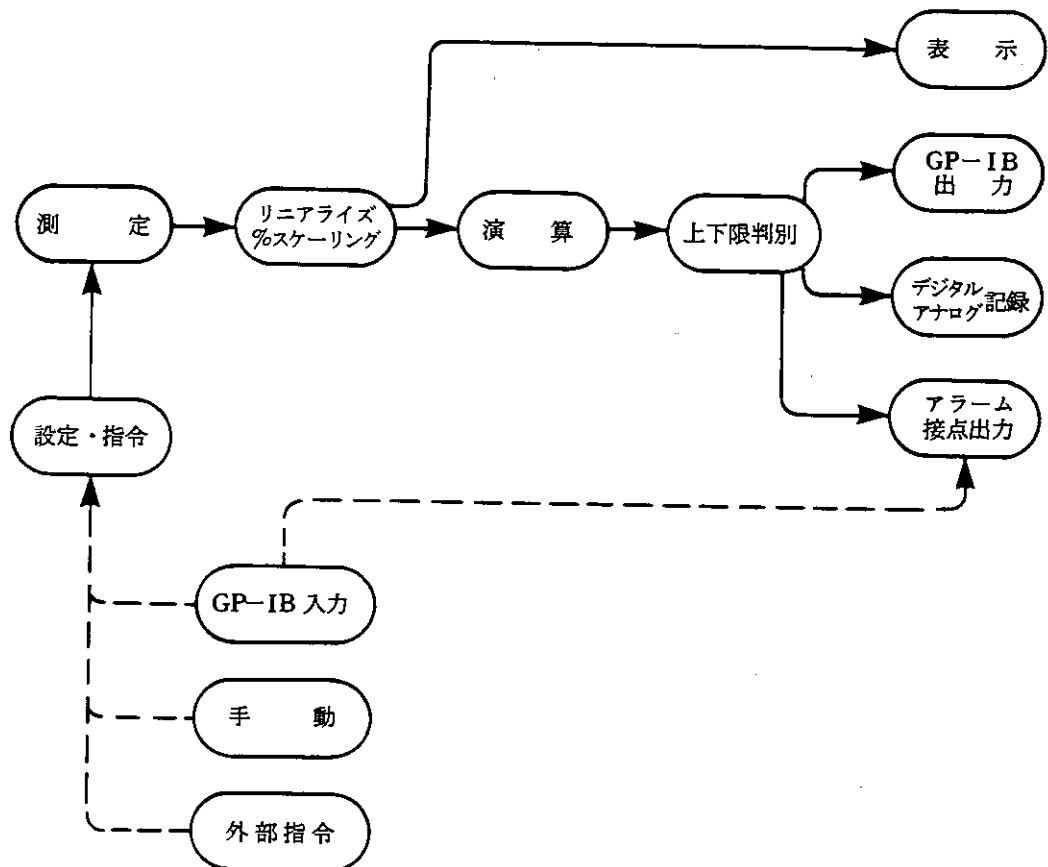 表 示
GP-IB
出 力
測 定
リニアライズ
%スケーリング
演 算
上下限判別
デジタル
アナログ 記録
アラーム
接点出力
設定・指令
GP-IB 入力
手 動
外部指令